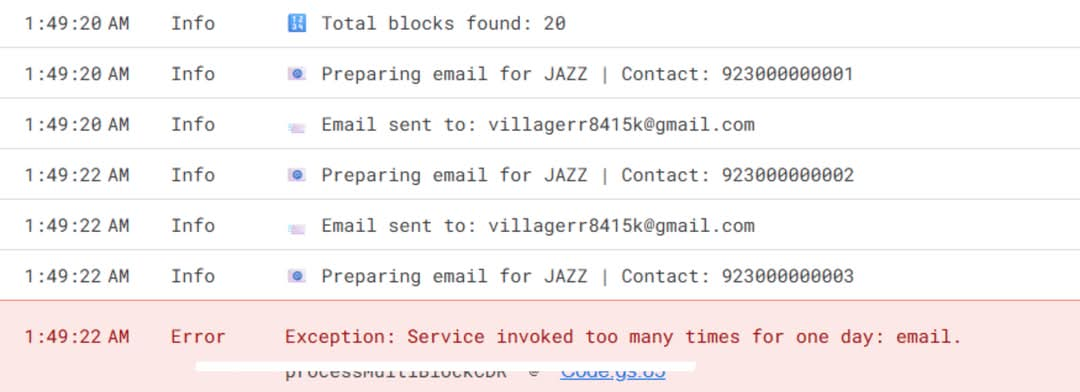 1:49:20 AM Info 🔢 Total blocks found: 20
1:49:20 AM Info 📧 Preparing email for JAZZ | Contact: 923000000001
1:49:20 AM Info 📨 Email sent to: villagerr8415k@gmail.com
1:49:22 AM Info 📧 Preparing email for JAZZ | Contact: 923000000002
1:49:22 AM Info 📨 Email sent to: villagerr8415k@gmail.com
1:49:22 AM Info 📧 Preparing email for JAZZ | Contact: 923000000003
1:49:22 AM Error Exception: Service invoked too many times for one day: email.
processMultiBlockCDR @ Code.gs:85